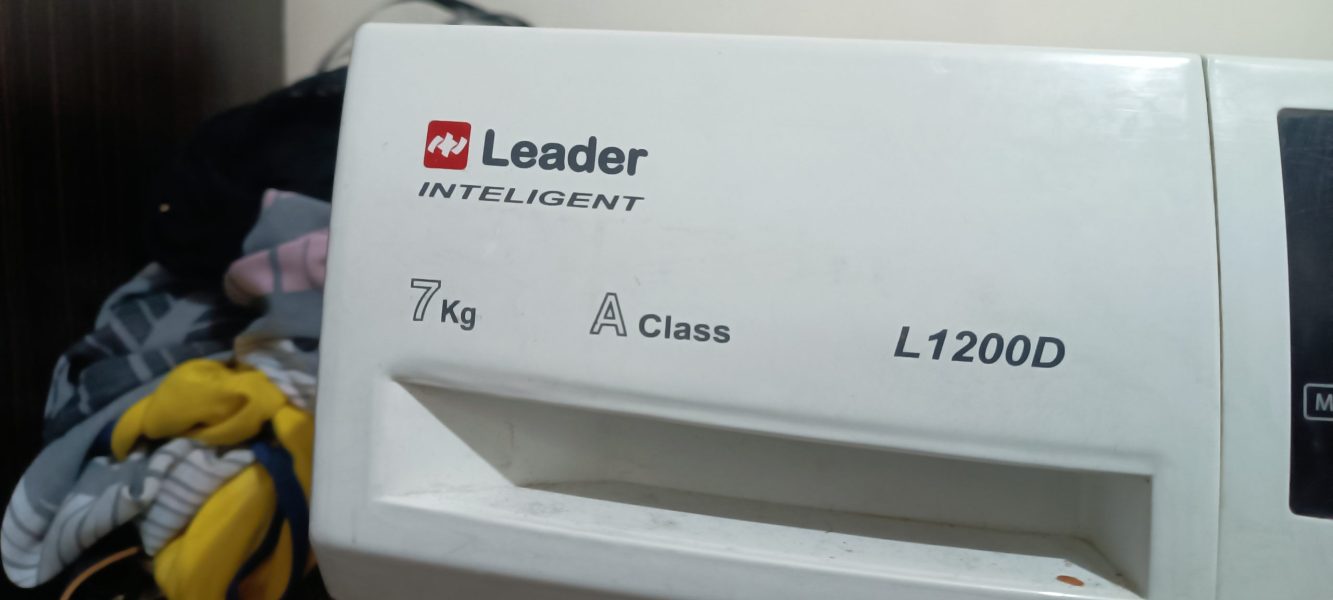 Leader
INTELIGENT
7Kg
A Class
L1200D